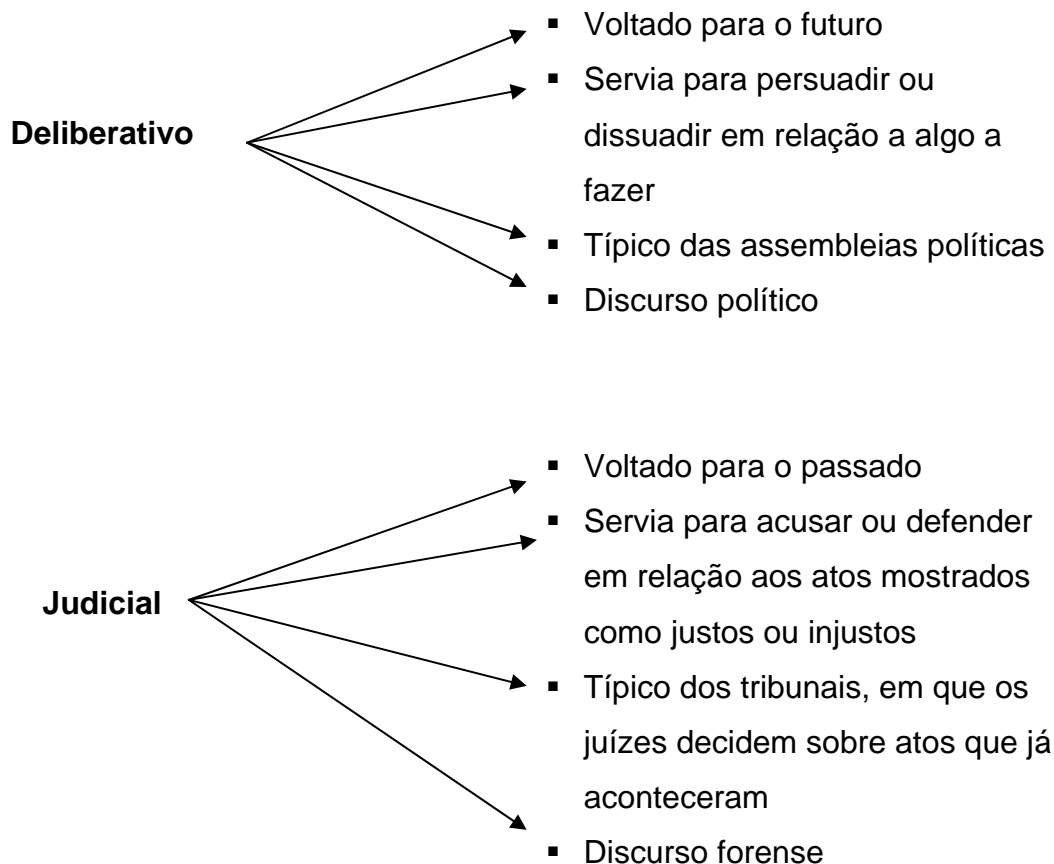 Deliberativo
▪ Voltado para o futuro
▪ Servia para persuadir ou
dissuadir em relação a algo a
fazer
▪ Típico das assembleias políticas
▪ Discurso político
Judicial
▪ Voltado para o passado
▪ Servia para acusar ou defender
em relação aos atos mostrados
como justos ou injustos
▪ Típico dos tribunais, em que os
juízes decidem sobre atos que já
aconteceram
▪ Discurso forense